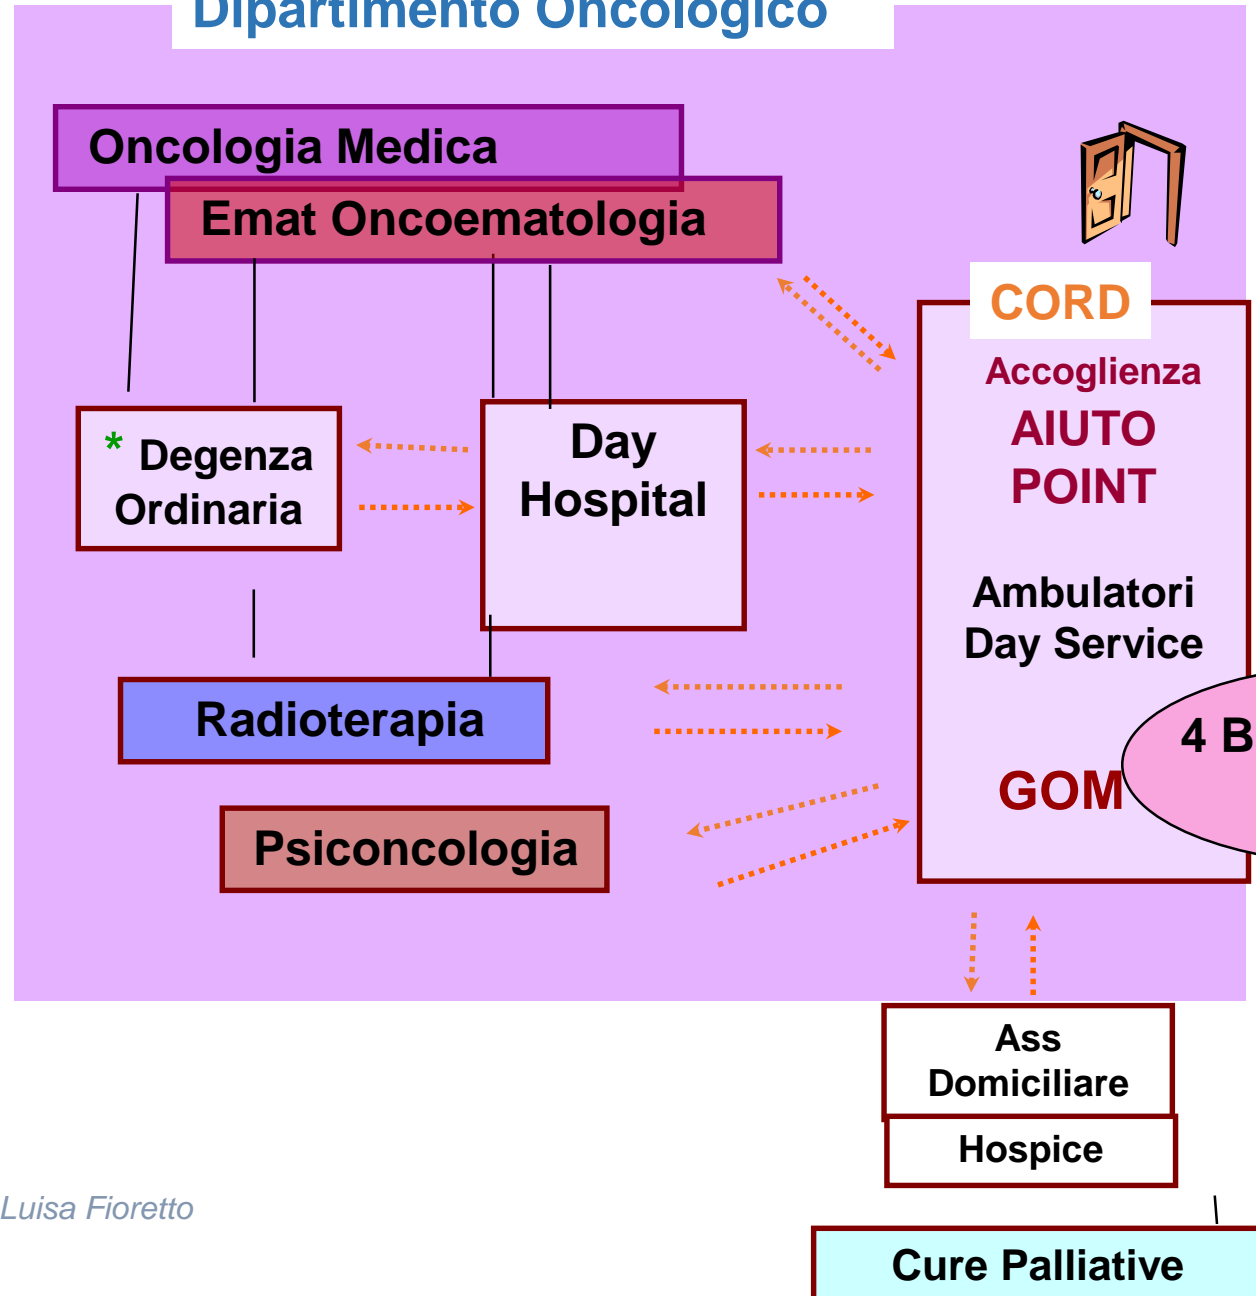 Dipartimento Oncologico
Oncologia Medica
Emat Oncoematologia
CORD
Accoglienza
AIUTO
POINT
* Degenza
Ordinaria
Day
Hospital
Ambulatori
Day Service
Radioterapia
4 B
GOM
Psiconcologia
Ass
Domiciliare
Hospice
Luisa Fioretto
Cure Palliative